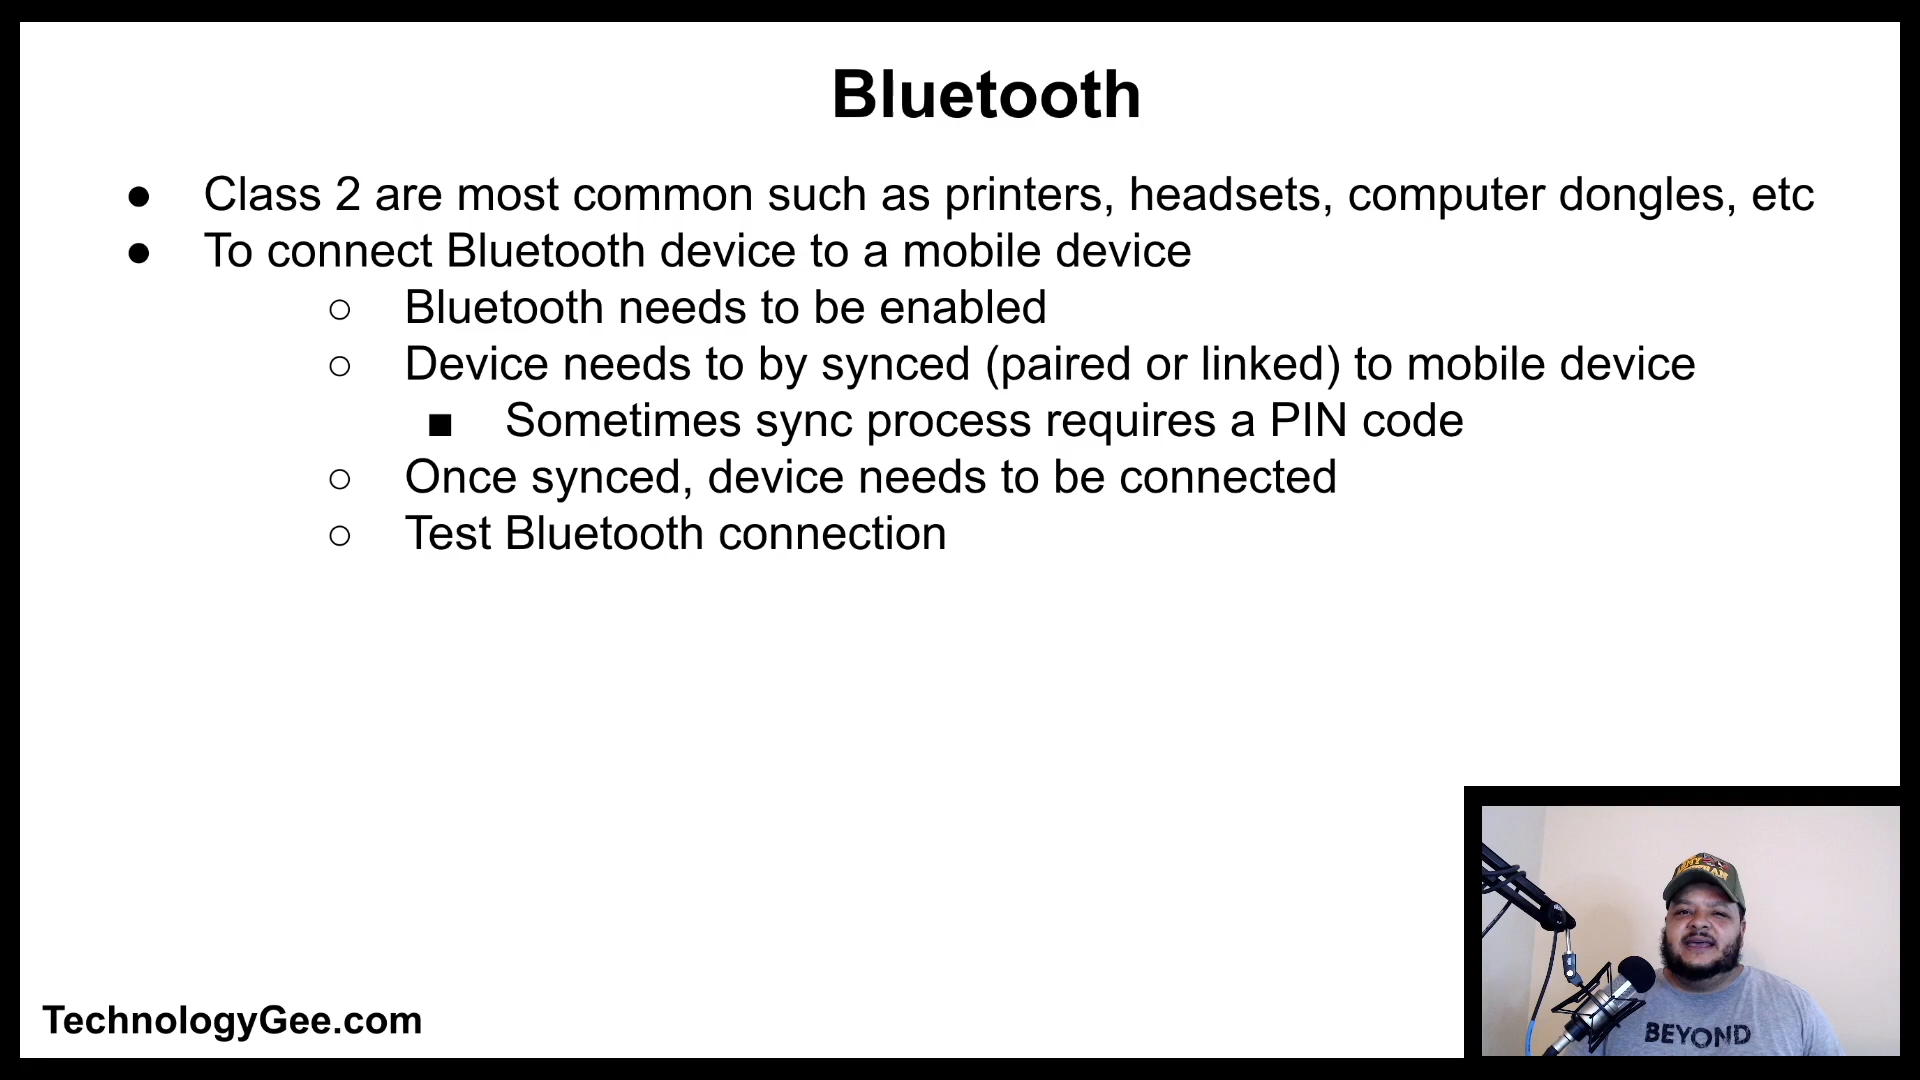 Bluetooth
● Class 2 are most common such as printers, headsets, computer dongles, etc
● To connect Bluetooth device to a mobile device
○ Bluetooth needs to be enabled
○ Device needs to by synced (paired or linked) to mobile device
■ Sometimes sync process requires a PIN code
○ Once synced, device needs to be connected
○ Test Bluetooth connection
BEYOND
TechnologyGee.com